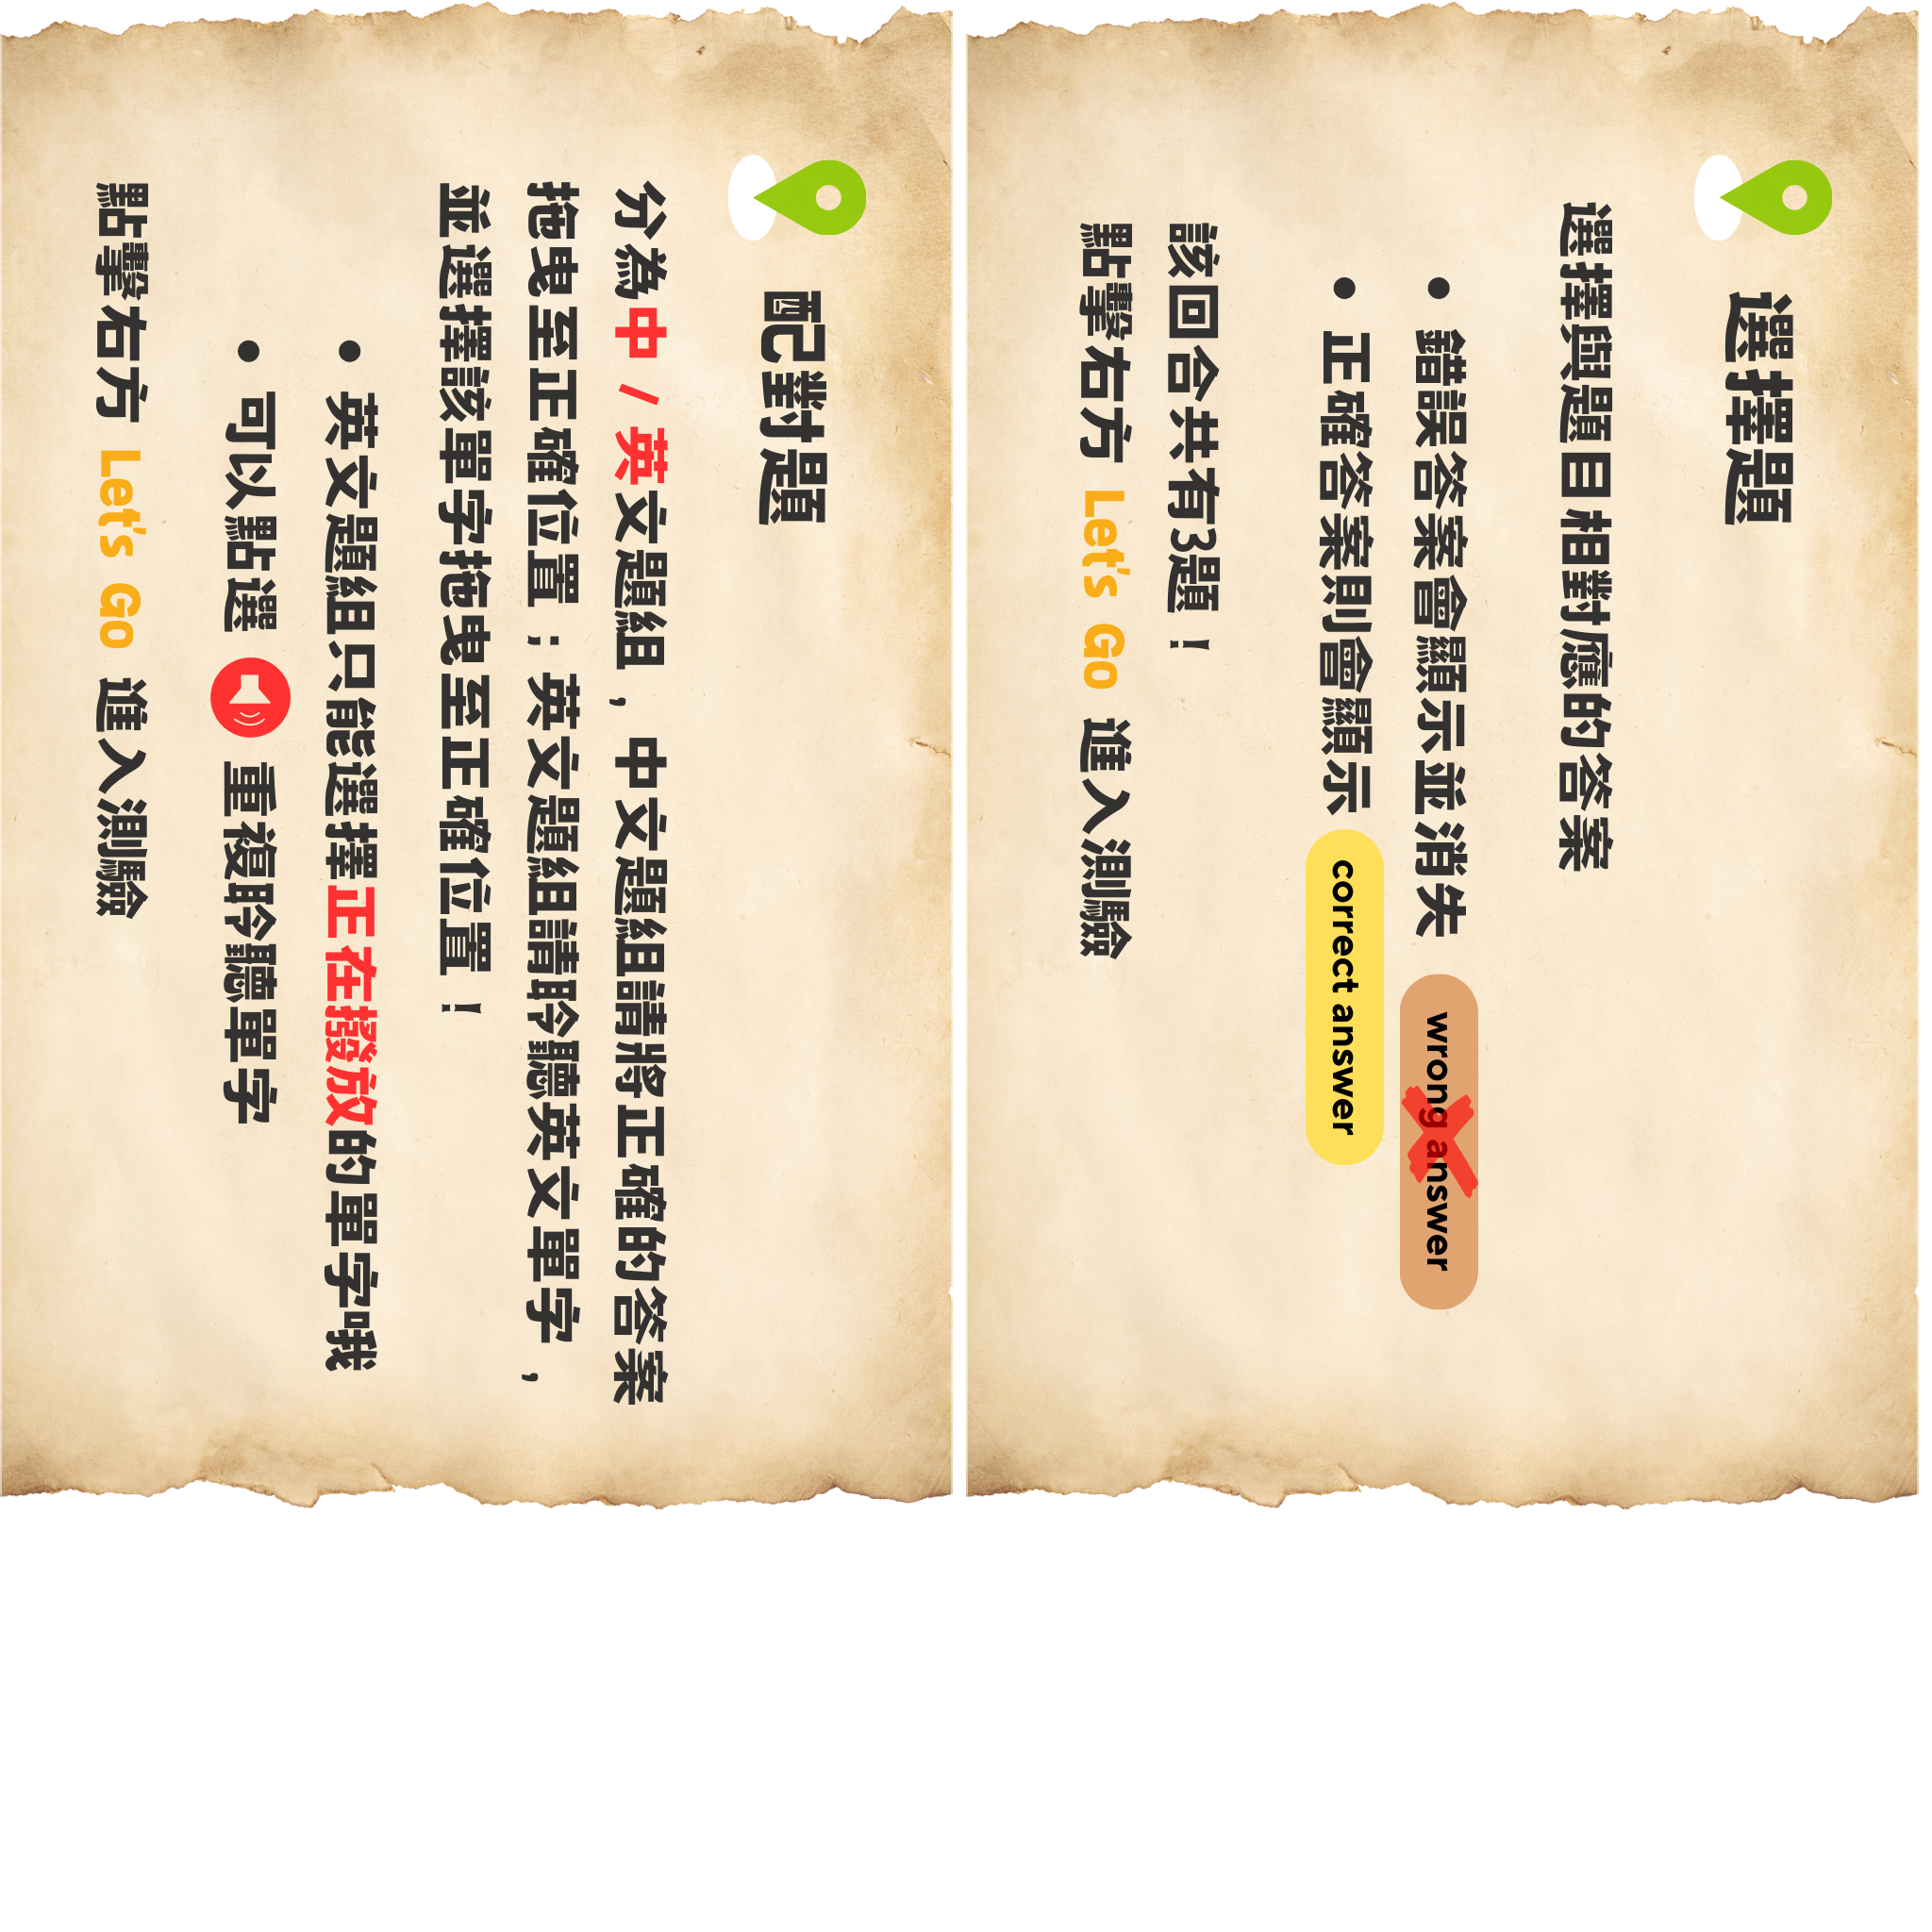 選擇題
選擇與題目相對應的答案
• 錯誤答案會顯示並消失 wrong answer
• 正確答案則會顯示 correct answer
該回合共有3題！
點擊右方 Let's Go 進入測驗
配對題
分為中 / 英文題組，中文題組請將正確的答案
拖曳至正確位置；英文題組請聆聽英文單字，
並選擇該單字拖曳至正確位置！
• 英文題組只能選擇正在撥放的單字哦
• 可以點選 重複聆聽單字
點擊右方 Let's Go 進入測驗